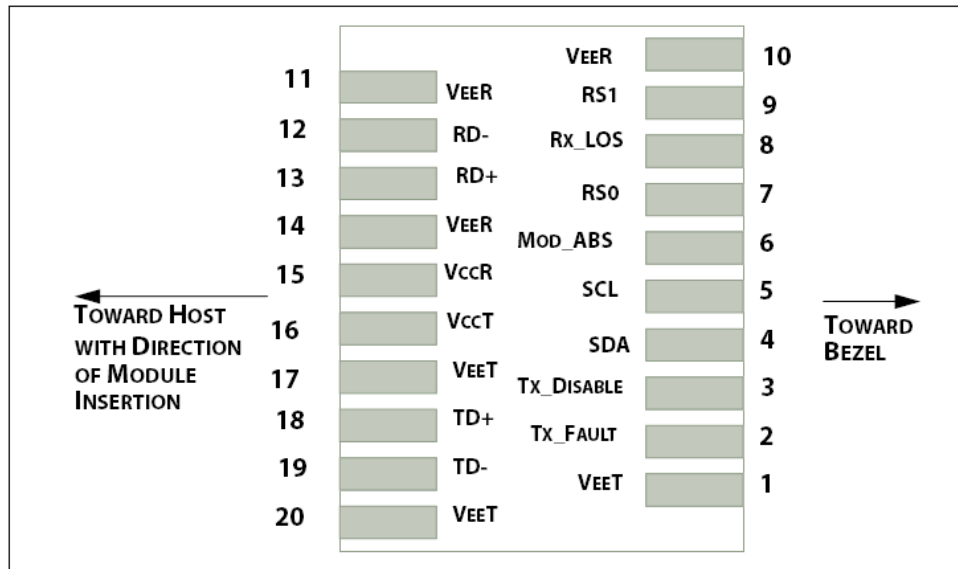 11 VEER
12 RD-
13 RD+
14 VEER
15 VCCR
16 VCCT
17 VEET
18 TD+
19 TD-
20 VEET
VEER 10
RS1 9
RX_LOS 8
RS0 7
MOD_ABS 6
SCL 5
SDA 4
TX_DISABLE 3
TX_FAULT 2
VEET 1
TOWARD HOST
WITH DIRECTION
OF MODULE
INSERTION
TOWARD
BEZEL